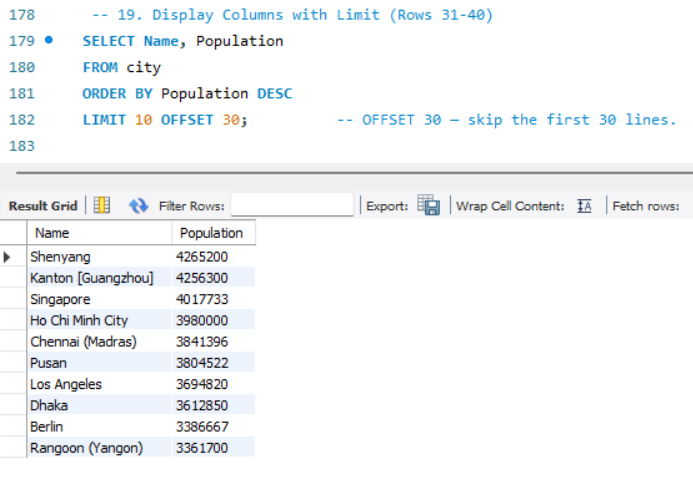 178 -- 19. Display Columns with Limit (Rows 31-40)
179 SELECT Name, Population
180 FROM city
181 ORDER BY Population DESC
182 LIMIT 10 OFFSET 30; -- OFFSET 30 — skip the first 30 lines.
183
Result Grid Filter Rows: Export: Wrap Cell Content: IA Fetch rows:
Name Population
Shenyang 4265200
Kanton [Guangzhou] 4256300
Singapore 4017733
Ho Chi Minh City 3980000
Chennai (Madras) 3841396
Pusan 3804522
Los Angeles 3694820
Dhaka 3612850
Berlin 3386667
Rangoon (Yangon) 3361700